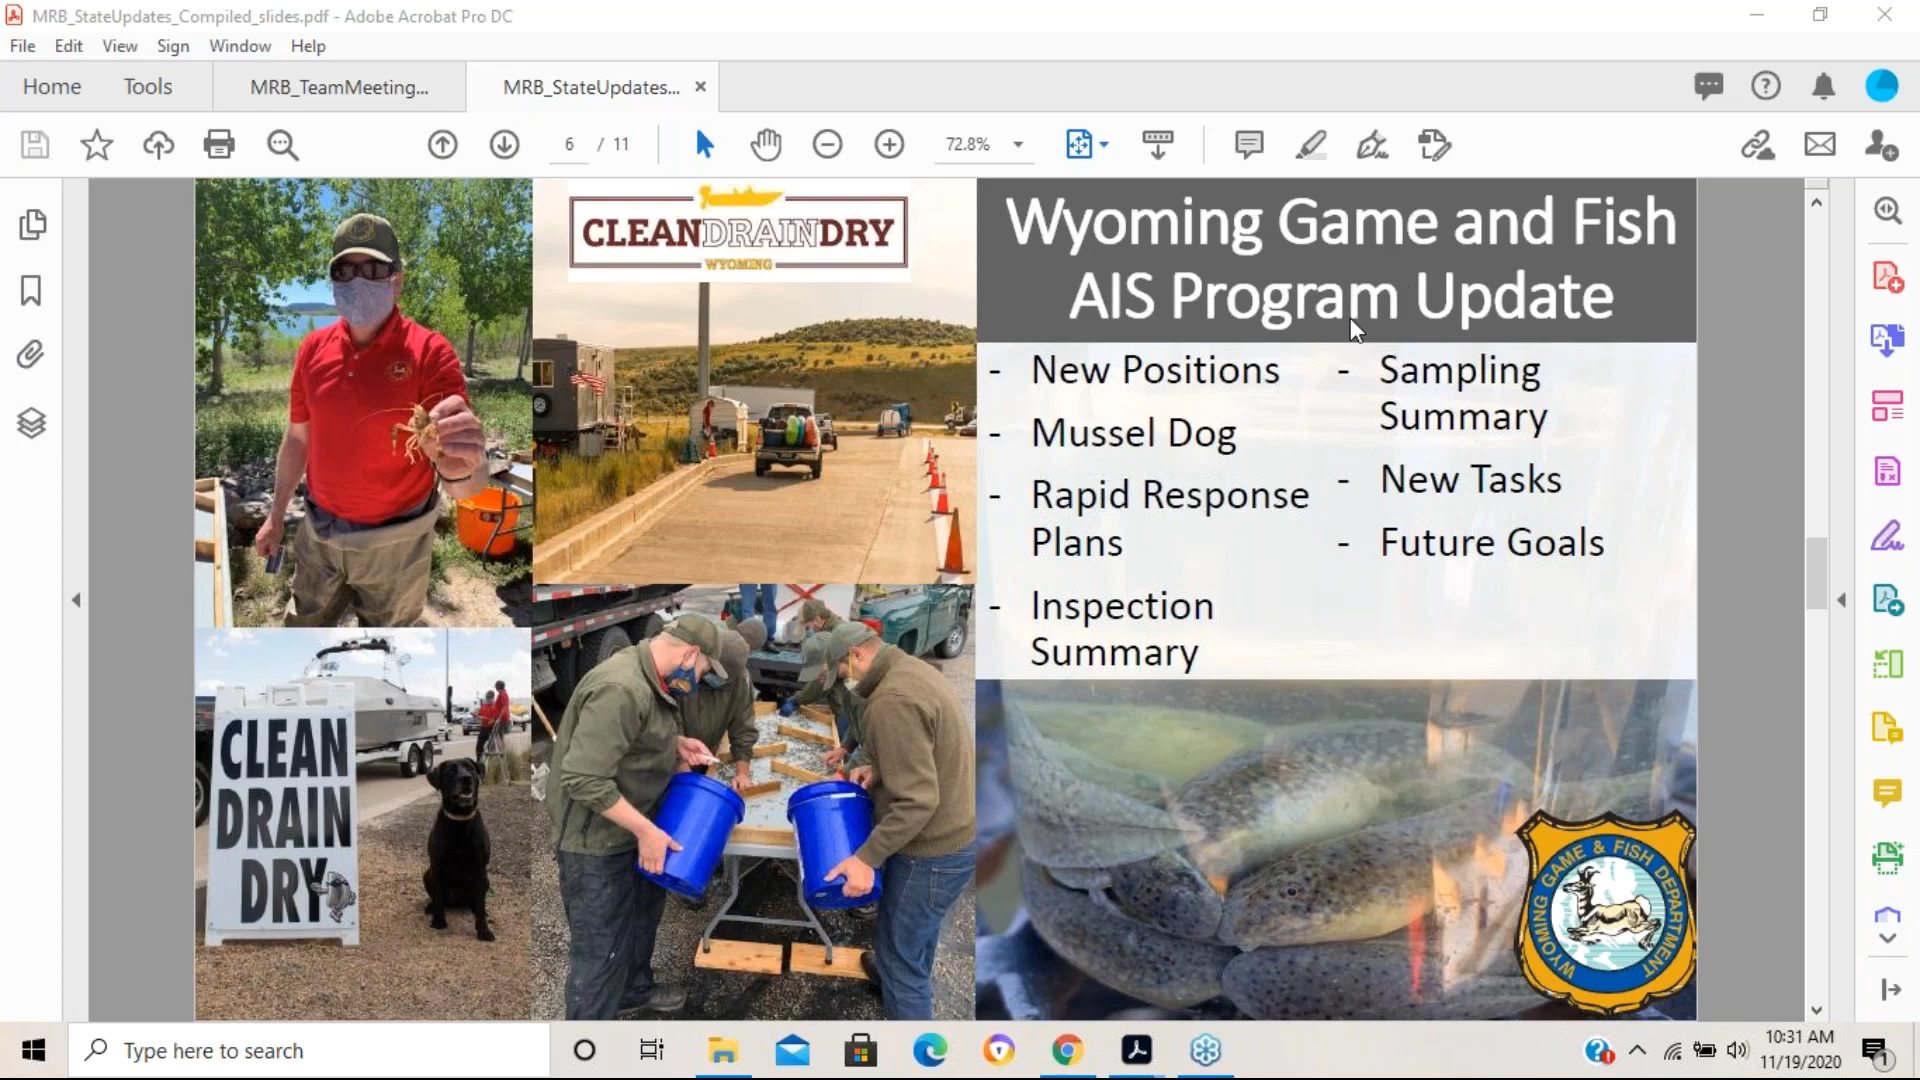 MRB_StateUpdates_Compiled_slides.pdf - Adobe Acrobat Pro DC
File Edit View Sign Window Help
Home Tools MRB_TeamMeeting... MRB_StateUpdates... ×
6 / 11 72.8%
CLEANDRAINDRY
WYOMING
Wyoming Game and Fish
AIS Program Update
- New Positions
- Mussel Dog
- Rapid Response
Plans
- Inspection
Summary
- Sampling
Summary
- New Tasks
- Future Goals
CLEAN
DRAIN
DRY
WYOMING GAME & FISH DEPARTMENT
Type here to search
10:31 AM
11/19/2020
1